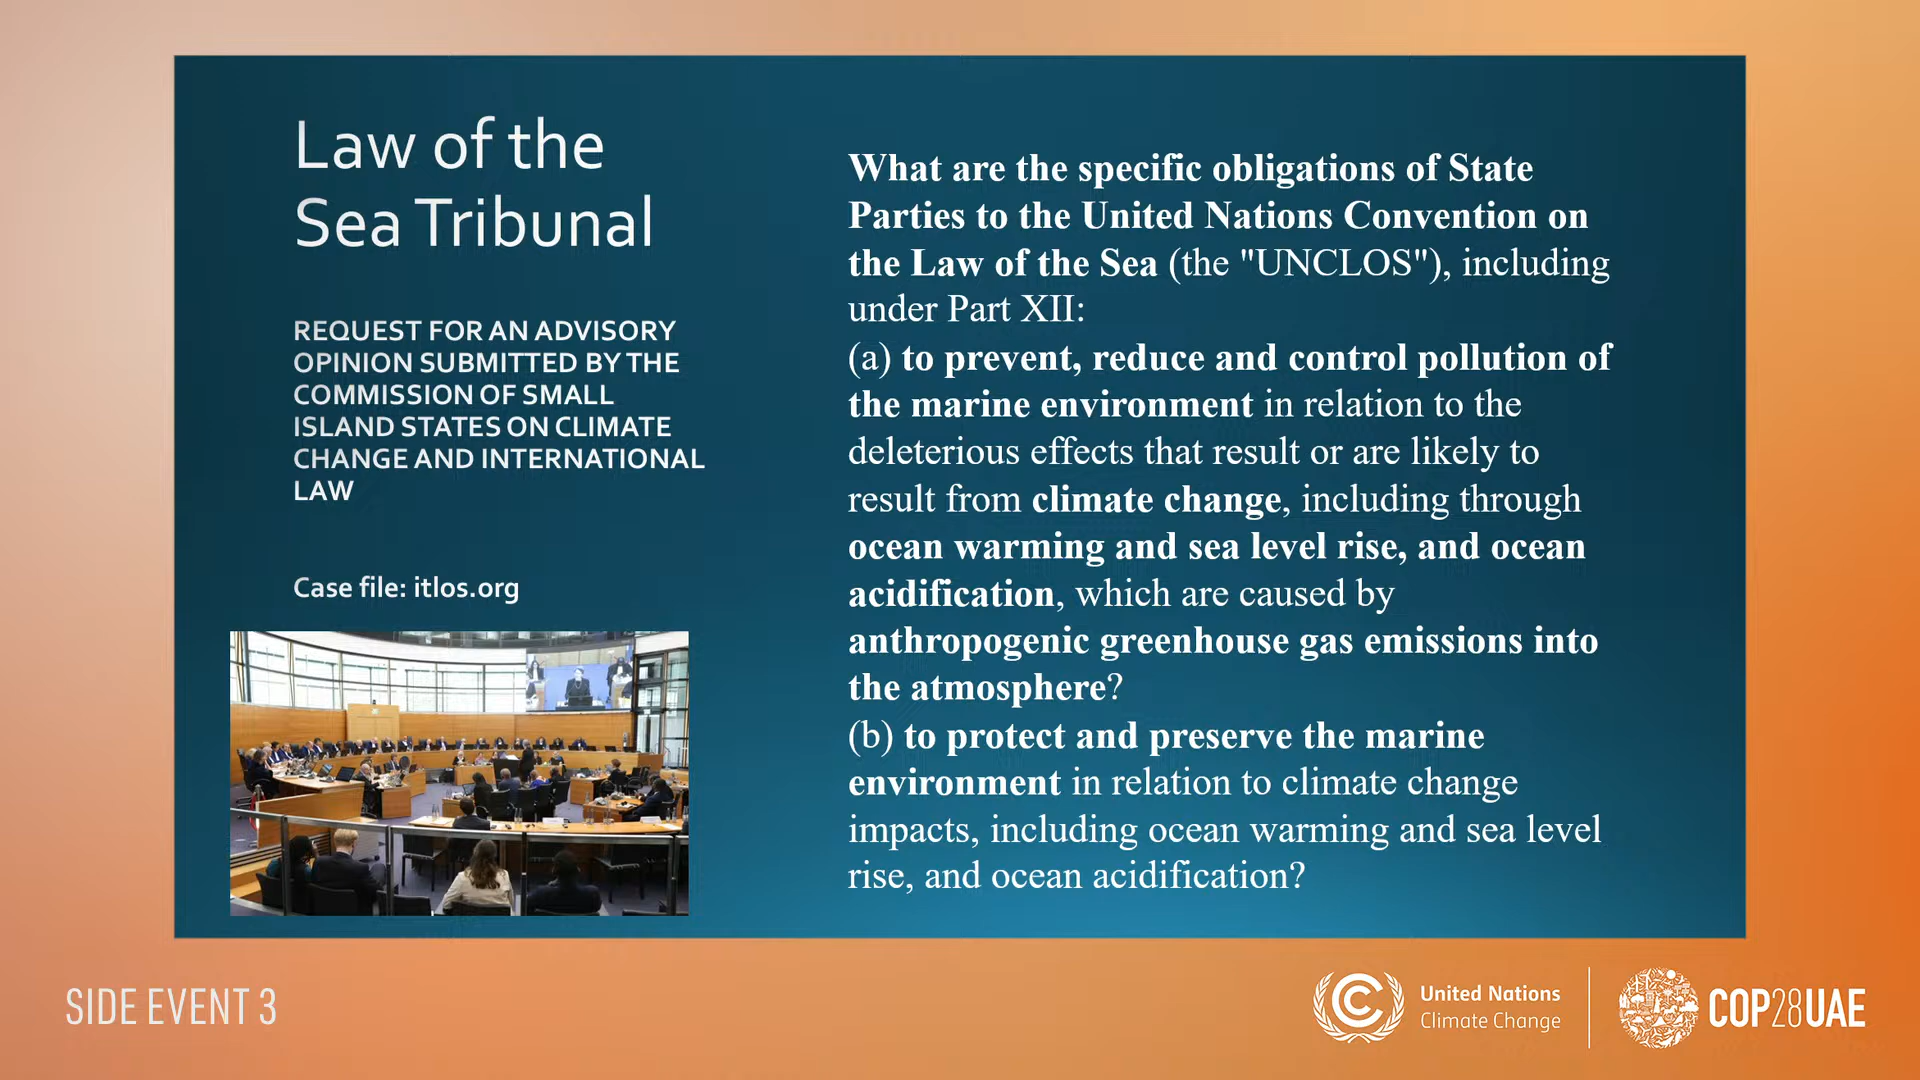 Law of the
Sea Tribunal
REQUEST FOR AN ADVISORY
OPINION SUBMITTED BY THE
COMMISSION OF SMALL
ISLAND STATES ON CLIMATE
CHANGE AND INTERNATIONAL
LAW
Case file: itlos.org
What are the specific obligations of State
Parties to the United Nations Convention on
the Law of the Sea (the "UNCLOS"), including
under Part XII:
(a) to prevent, reduce and control pollution of
the marine environment in relation to the
deleterious effects that result or are likely to
result from climate change, including through
ocean warming and sea level rise, and ocean
acidification, which are caused by
anthropogenic greenhouse gas emissions into
the atmosphere?
(b) to protect and preserve the marine
environment in relation to climate change
impacts, including ocean warming and sea level
rise, and ocean acidification?
SIDE EVENT 3
United Nations
Climate Change
COP28UAE